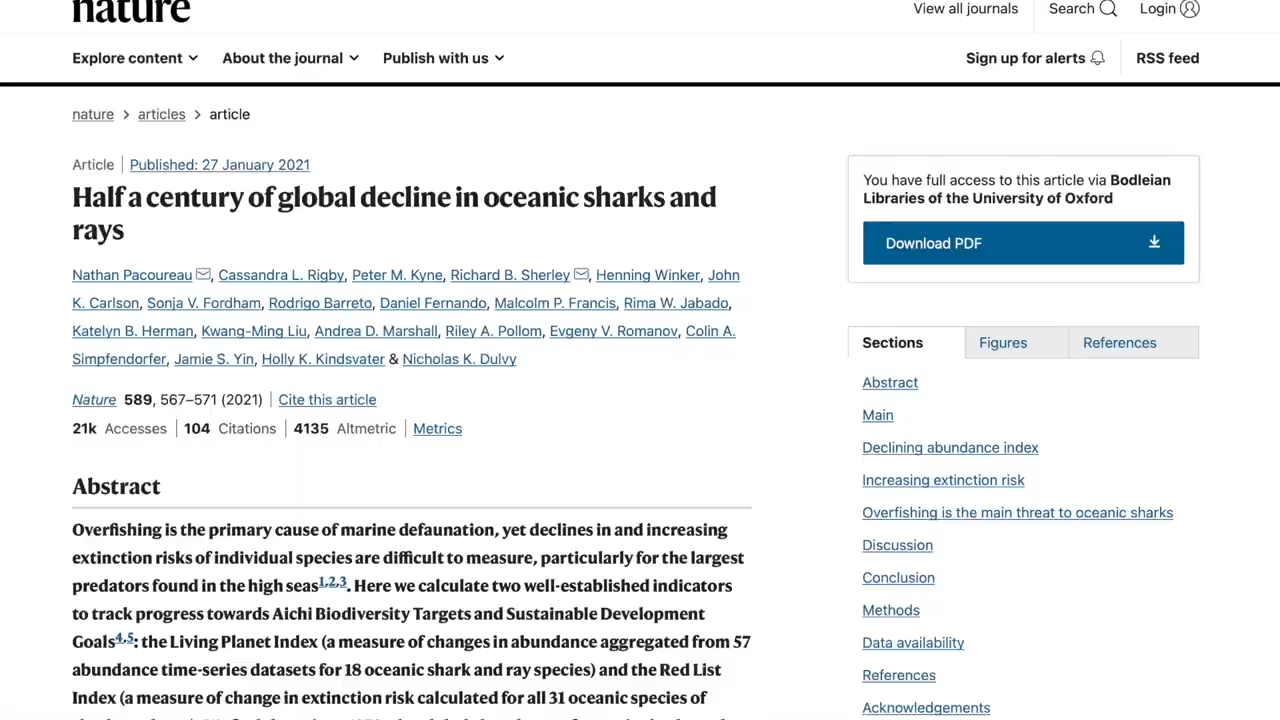 nature
View all journals
Search
Login
Explore content
About the journal
Publish with us
Sign up for alerts
RSS feed
nature > articles > article
Article | Published: 27 January 2021
Half a century of global decline in oceanic sharks and
rays
Nathan Pacoureau, Cassandra L. Rigby, Peter M. Kyne, Richard B. Sherley, Henning Winker, John
K. Carlson, Sonja V. Fordham, Rodrigo Barreto, Daniel Fernando, Malcolm P. Francis, Rima W. Jabado,
Katelyn B. Herman, Kwang-Ming Liu, Andrea D. Marshall, Riley A. Pollom, Evgeny V. Romanov, Colin A.
Simpfendorfer, Jamie S. Yin, Holly K. Kindsvater & Nicholas K. Dulvy
Nature 589, 567–571 (2021) | Cite this article
21k Accesses | 104 Citations | 4135 Altmetric | Metrics
Abstract
Overfishing is the primary cause of marine defaunation, yet declines in and increasing
extinction risks of individual species are difficult to measure, particularly for the largest
predators found in the high seas1,2,3. Here we calculate two well-established indicators
to track progress towards Aichi Biodiversity Targets and Sustainable Development
Goals4,5: the Living Planet Index (a measure of changes in abundance aggregated from 57
abundance time-series datasets for 18 oceanic shark and ray species) and the Red List
Index (a measure of change in extinction risk calculated for all 31 oceanic species of
You have full access to this article via Bodleian
Libraries of the University of Oxford
Download PDF
Sections
Figures
References
Abstract
Main
Declining abundance index
Increasing extinction risk
Overfishing is the main threat to oceanic sharks
Discussion
Conclusion
Methods
Data availability
References
Acknowledgements